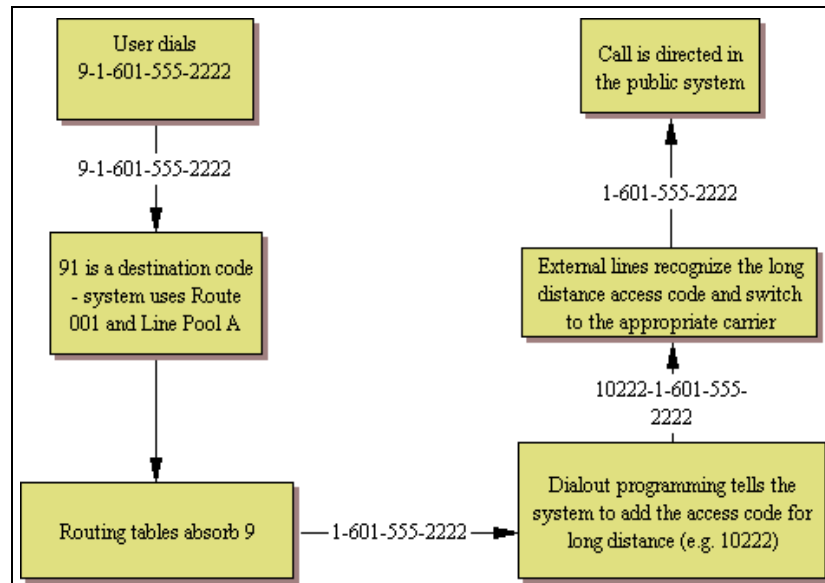 User dials
9-1-601-555-2222
9-1-601-555-2222
91 is a destination code
- system uses Route
001 and Line Pool A
Routing tables absorb 9
1-601-555-2222
Dialout programming tells the
system to add the access code for
long distance (e.g. 10222)
10222-1-601-555-
2222
External lines recognize the long
distance access code and switch
to the appropriate carrier
1-601-555-2222
Call is directed in
the public system